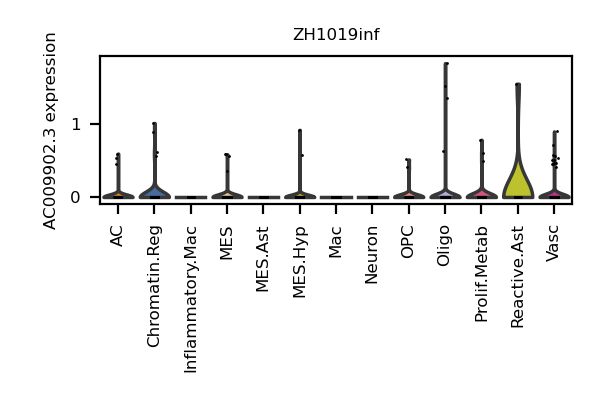 ZH1019inf
AC009902.3 expression
1
0
AC
Chromatin.Reg
Inflammatory.Mac
MES
MES.Ast
MES.Hyp
Mac
Neuron
OPC
Oligo
Prolif.Metab
Reactive.Ast
Vasc